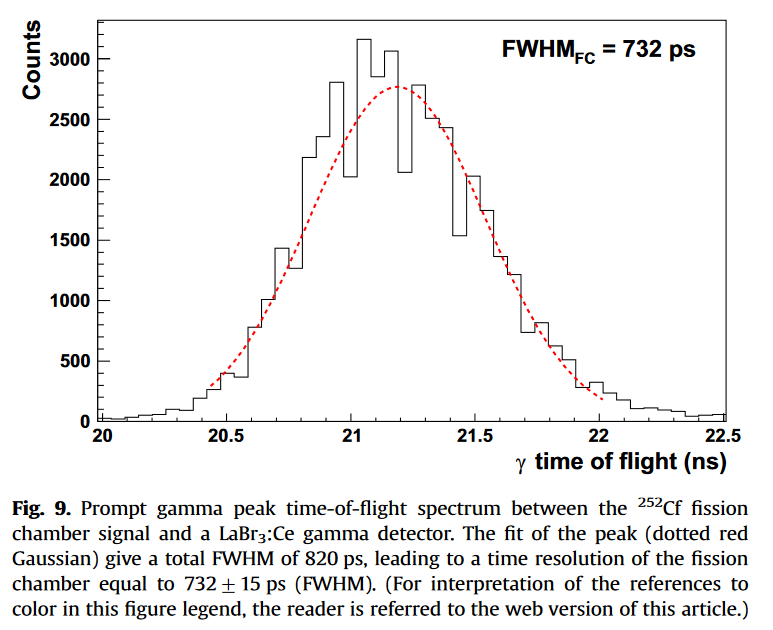 FWHMFC = 732 ps
Counts
3000
2500
2000
1500
1000
500
0
20 20.5 21 21.5 22 22.5
γ time of flight (ns)
Fig. 9. Prompt gamma peak time-of-flight spectrum between the 252Cf fission
chamber signal and a LaBr3:Ce gamma detector. The fit of the peak (dotted red
Gaussian) give a total FWHM of 820 ps, leading to a time resolution of the fission
chamber equal to 732 ± 15 ps (FWHM). (For interpretation of the references to
color in this figure legend, the reader is referred to the web version of this article.)